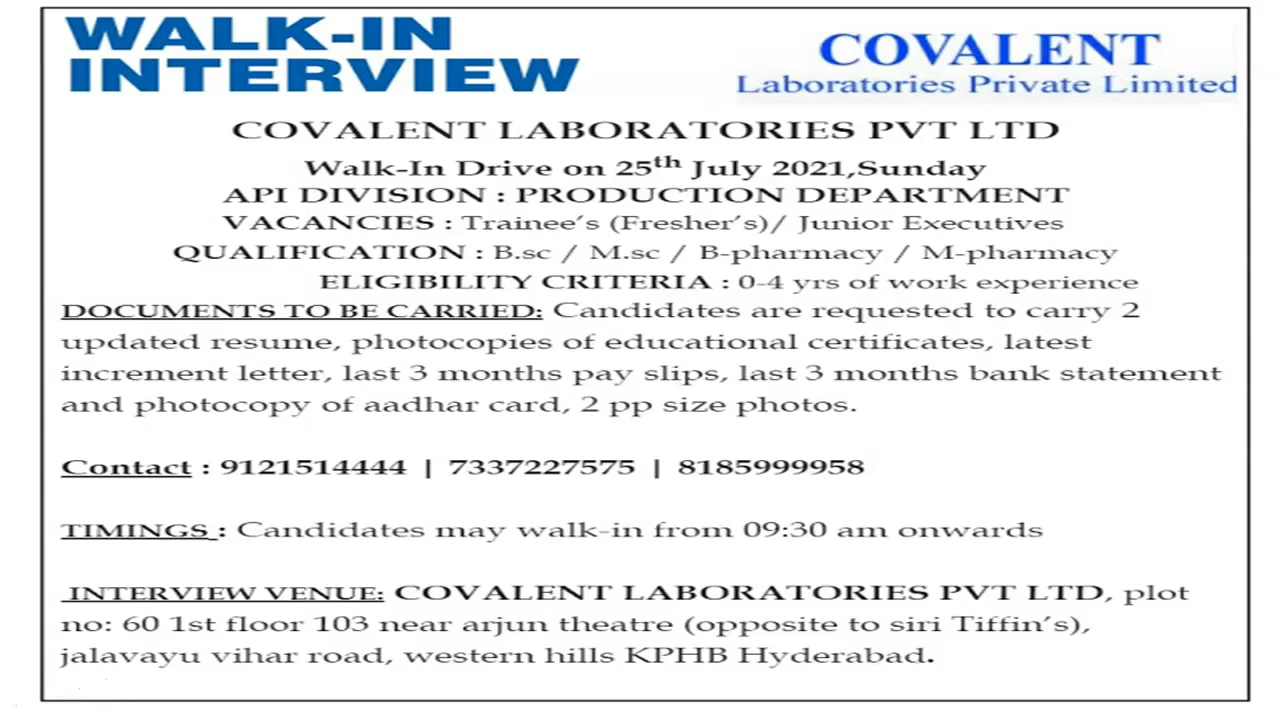 WALK-IN
INTERVIEW
COVALENT
Laboratories Private Limited
COVALENT LABORATORIES PVT LTD
Walk-In Drive on 25th July 2021,Sunday
API DIVISION : PRODUCTION DEPARTMENT
VACANCIES : Trainee's (Fresher's)/ Junior Executives
QUALIFICATION : B.sc / M.sc / B-pharmacy / M-pharmacy
ELIGIBILITY CRITERIA : 0-4 yrs of work experience
DOCUMENTS TO BE CARRIED: Candidates are requested to carry 2
updated resume, photocopies of educational certificates, latest
increment letter, last 3 months pay slips, last 3 months bank statement
and photocopy of aadhar card, 2 pp size photos.
Contact : 9121514444 | 7337227575 | 8185999958
TIMINGS : Candidates may walk-in from 09:30 am onwards
INTERVIEW VENUE: COVALENT LABORATORIES PVT LTD, plot
no: 60 1st floor 103 near arjun theatre (opposite to siri Tiffin's),
jalavayu vihar road, western hills KPHB Hyderabad.